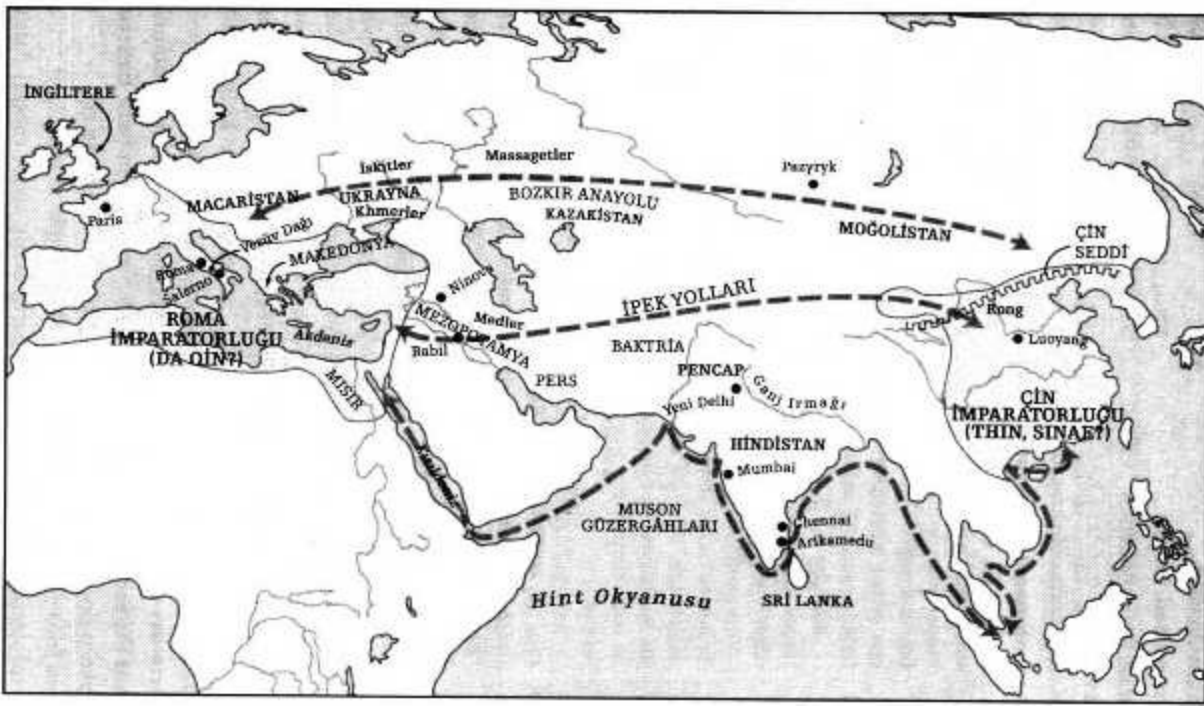 İNGİLTERE
Paris
MACARİSTAN
İskitler
Massagetler
UKRAYNA
Khmerler
BOZKIR ANAYOLU
KAZAKİSTAN
Pazyryk
MOĞOLİSTAN
ÇİN
SEDDİ
Vesüv Dağı
MAKEDONYA
Roma
Salerno
ROMA
İMPARATORLUĞU
(DA QIN?)
Akdeniz
Ninova
Medler
MEZOPOTAMYA
Babil
İPEK YOLLARI
Rong
Luoyang
MISIR
PERS
BAKTRİA
PENCAP
Yeni Delhi
Ganj Irmağı
ÇİN
İMPARATORLUĞU
(THIN, SINAE?)
HİNDİSTAN
Mumbai
Kızıldeniz
MUSON
GÜZERGÂHLARI
Chennai
Arikamedu
Hint Okyanusu
SRİ LANKA